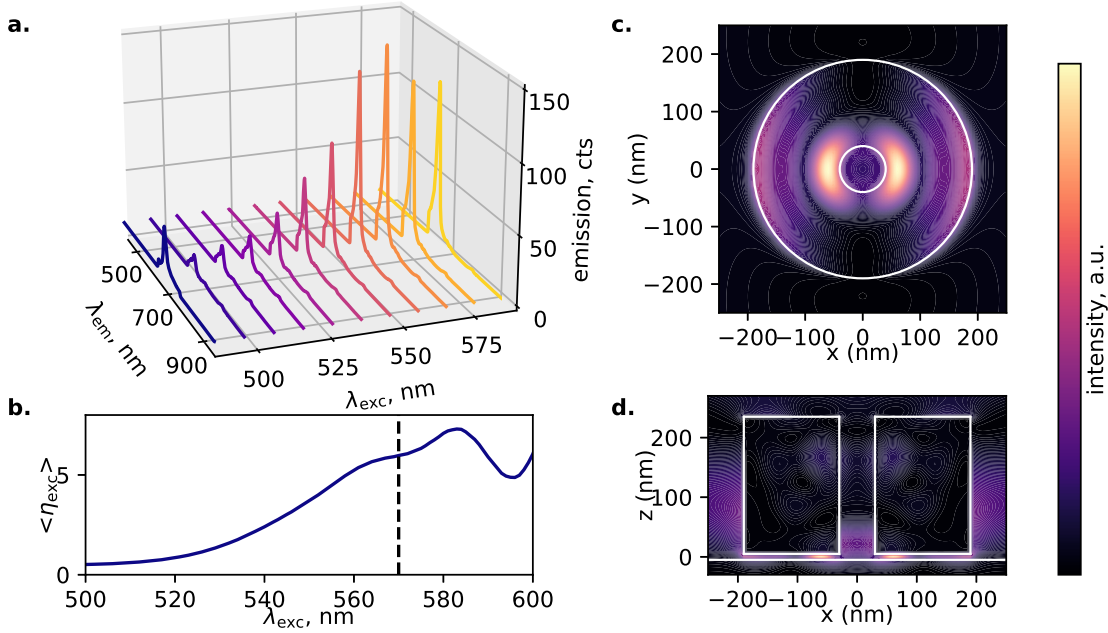 a.
150
100
50
0
emission, cts
500
700
900
λem, nm
500
525
550
575
λexc, nm
b.
5
0
<ηexc>
500 520 540 560 580 600
λexc, nm
c.
200
100
0
−100
−200
y (nm)
−200 −100 0 100 200
x (nm)
d.
200
100
0
z (nm)
−200 −100 0 100 200
x (nm)
intensity, a.u.